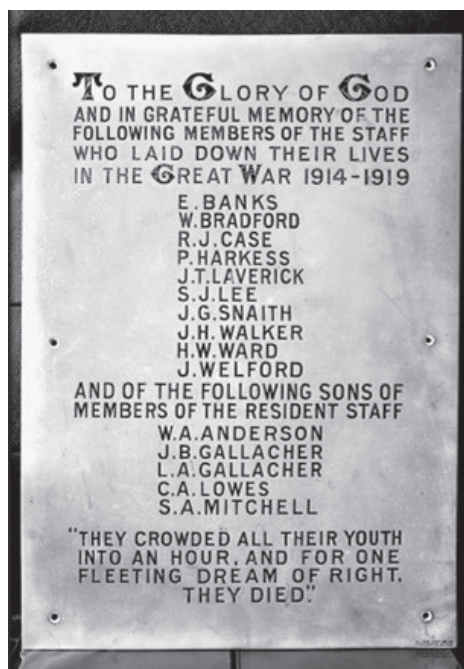 TO THE GLORY OF GOD
AND IN GRATEFUL MEMORY OF THE
FOLLOWING MEMBERS OF THE STAFF
WHO LAID DOWN THEIR LIVES
IN THE GREAT WAR 1914-1919
E. BANKS
W. BRADFORD
R.J. CASE
P. HARKESS
J.T. LAVERICK
S.J. LEE
J.G. SNAITH
J.H. WALKER
H.W. WARD
J. WELFORD
AND OF THE FOLLOWING SONS OF
MEMBERS OF THE RESIDENT STAFF
W.A. ANDERSON
J.B. GALLACHER
L.A. GALLACHER
C.A. LOWES
S.A. MITCHELL
"THEY CROWDED ALL THEIR YOUTH
INTO AN HOUR, AND FOR ONE
FLEETING DREAM OF RIGHT,
THEY DIED."